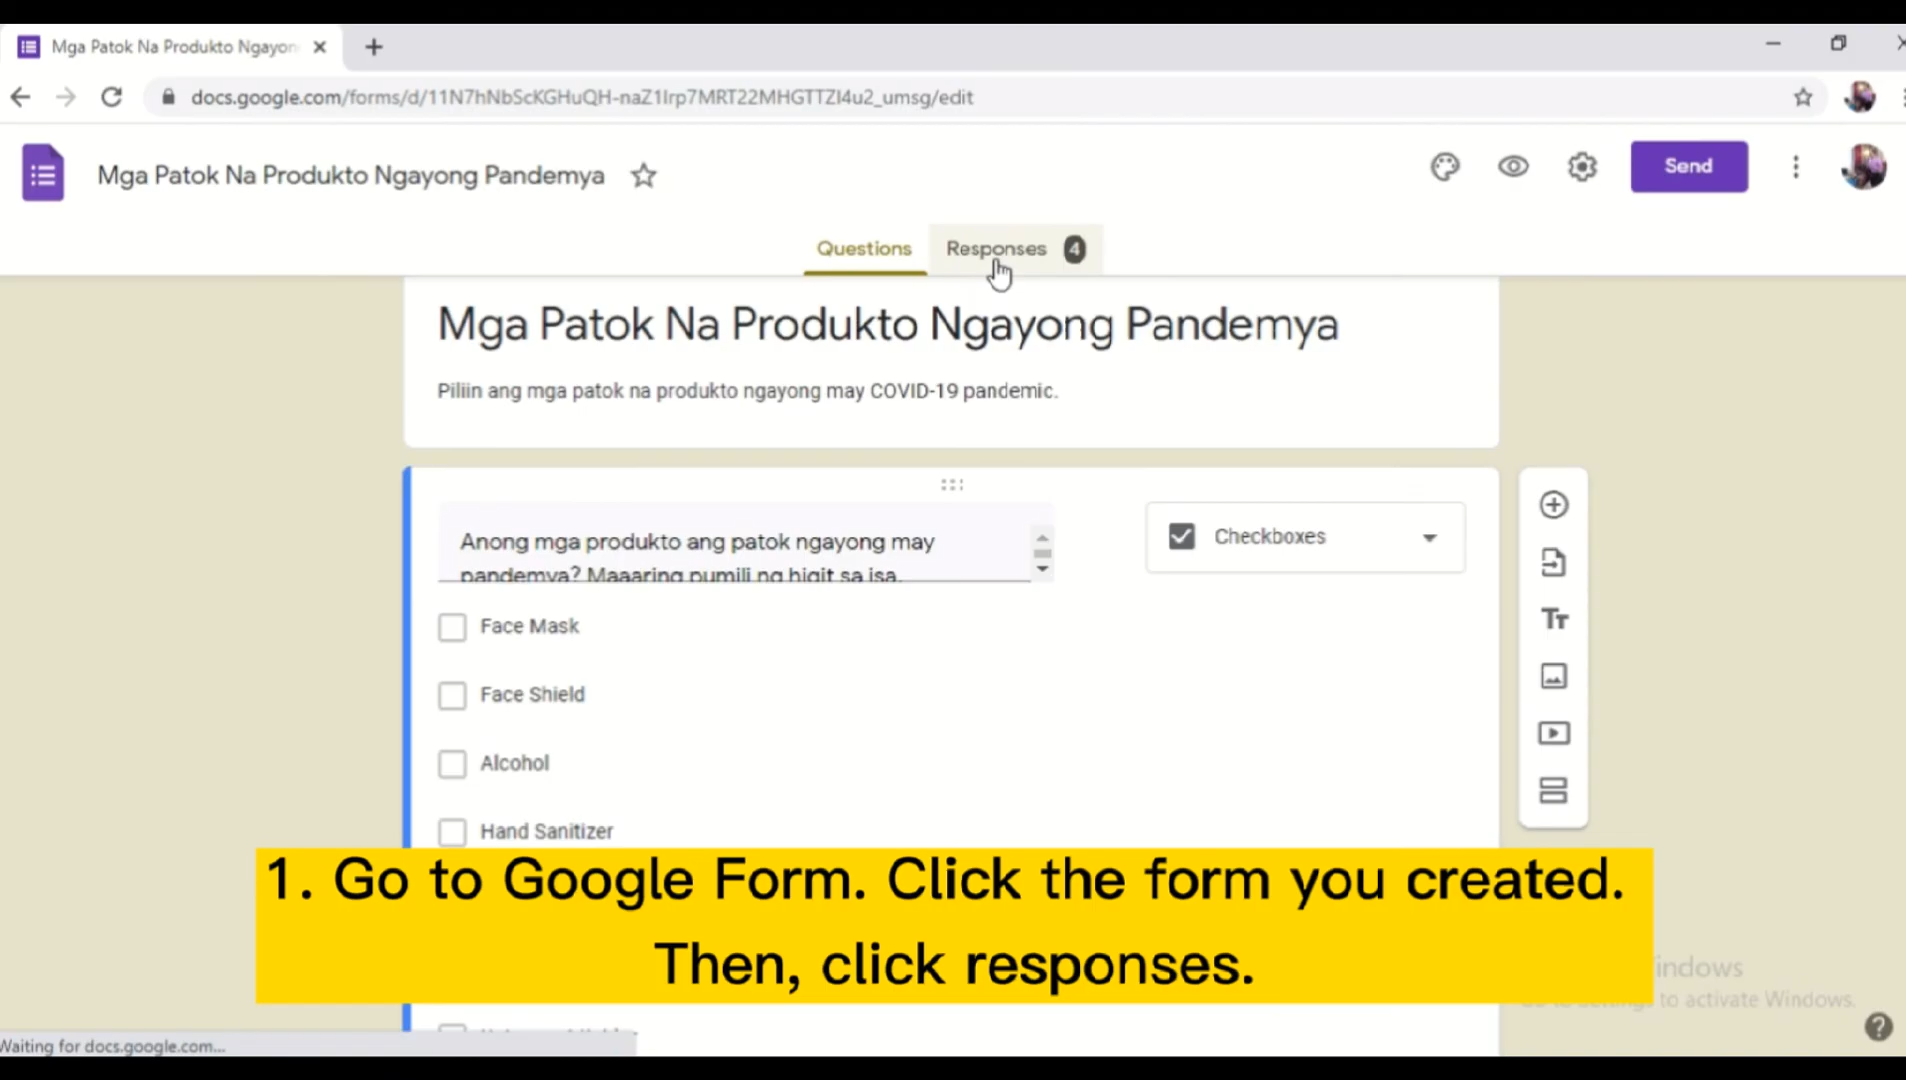 Mga Patok Na Produkto Ngayon
docs.google.com/forms/d/11N7hNbScKGHuQH-naZ1Irp7MRT22MHGTTZI4u2_umsg/edit
Mga Patok Na Produkto Ngayong Pandemya
Send
Questions
Responses 4
Mga Patok Na Produkto Ngayong Pandemya
Piliin ang mga patok na produkto ngayong may COVID-19 pandemic.
Anong mga produkto ang patok ngayong may
pandemya? Maaaring pumili ng higit sa isa.
Checkboxes
Face Mask
Face Shield
Alcohol
Hand Sanitizer
1. Go to Google Form. Click the form you created.
Then, click responses.
indows
to activate Windows.
Waiting for docs.google.com...